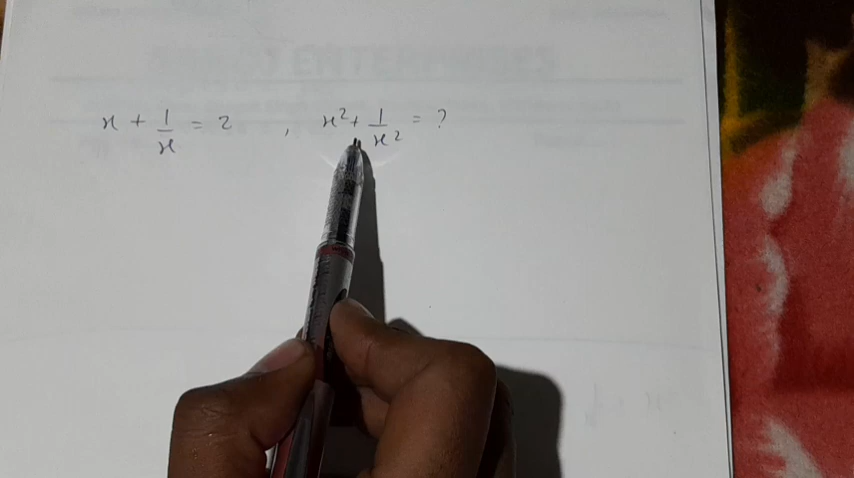 x + 1/x = 2 , x² + 1/x² = ?